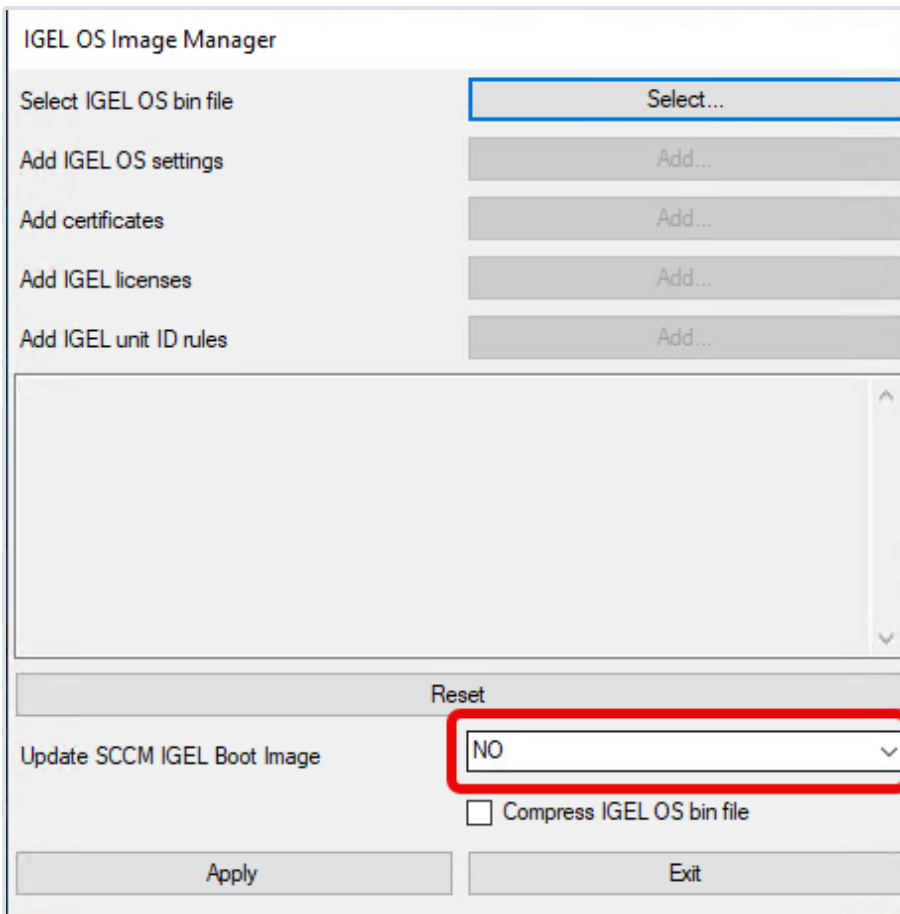 IGEL OS Image Manager
Select IGEL OS bin file
Select...
Add IGEL OS settings
Add...
Add certificates
Add...
Add IGEL licenses
Add...
Add IGEL unit ID rules
Add...
Reset
Update SCCM IGEL Boot Image
NO
Compress IGEL OS bin file
Apply
Exit